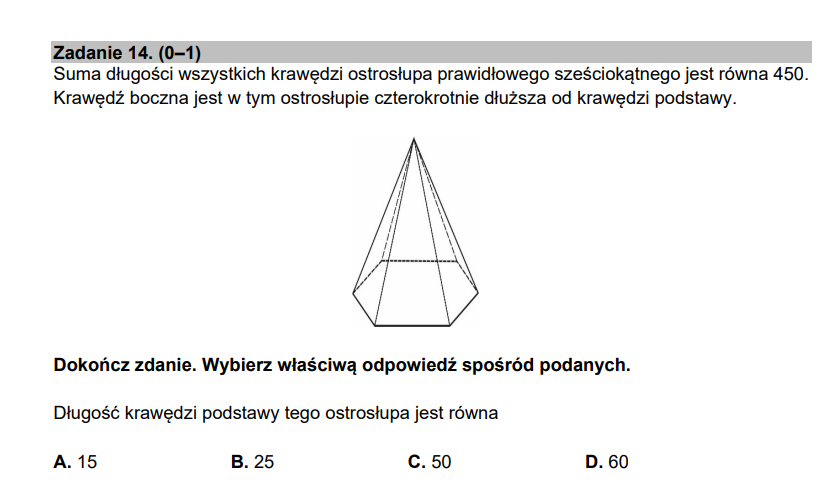 Zadanie 14. (0–1)
Suma długości wszystkich krawędzi ostrosłupa prawidłowego sześciokątnego jest równa 450.
Krawędź boczna jest w tym ostrosłupie czterokrotnie dłuższa od krawędzi podstawy.
Dokończ zdanie. Wybierz właściwą odpowiedź spośród podanych.
Długość krawędzi podstawy tego ostrosłupa jest równa
A. 15 B. 25 C. 50 D. 60